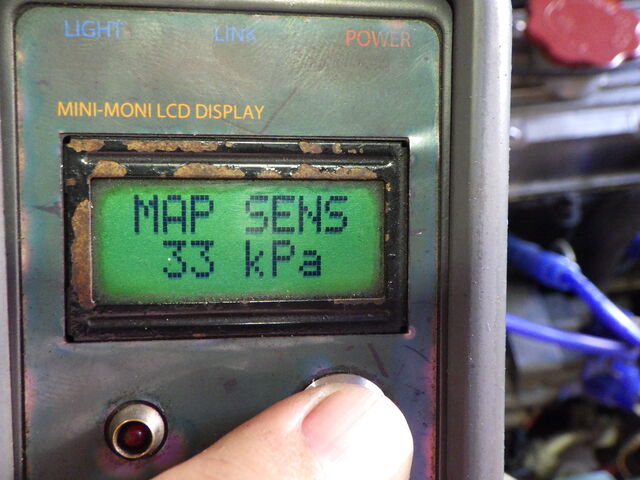 LIGHT LINK POWER
MINI-MONI LCD DISPLAY
MAP SENS
33 kPa